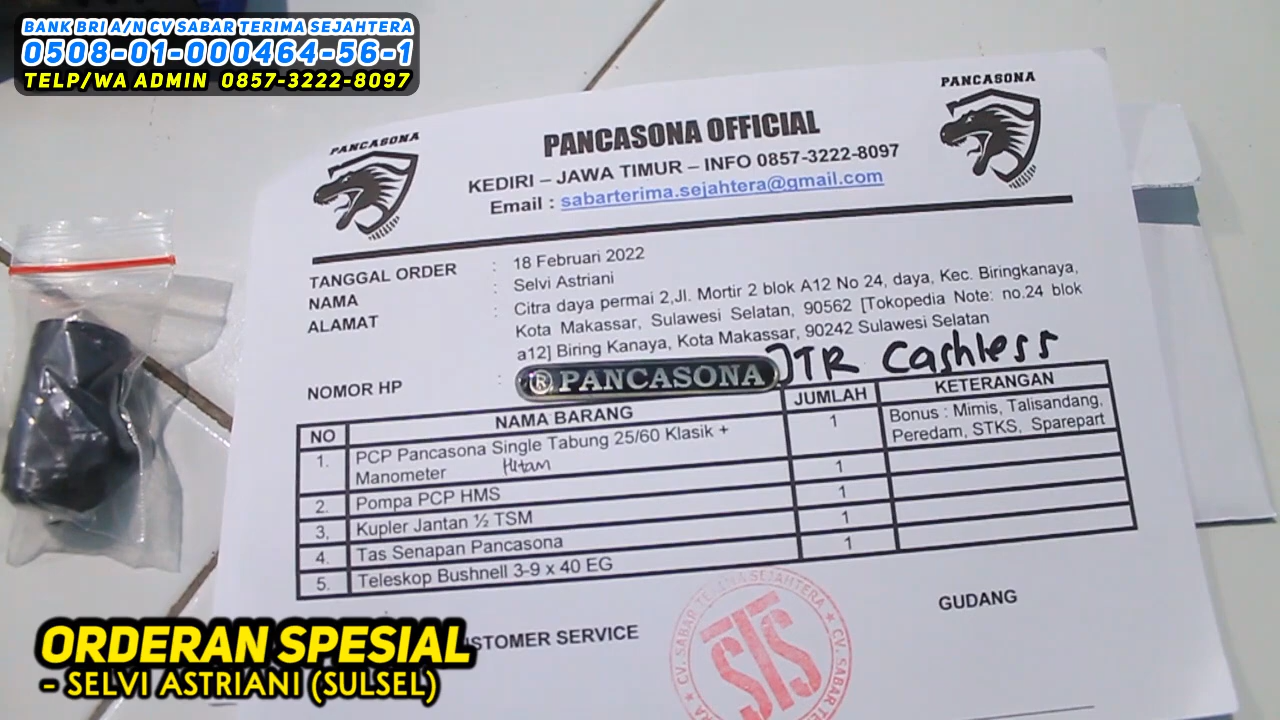 BANK BRI A/N CV SABAR TERIMA SEJAHTERA
0508-01-000464-56-1
TELP/WA ADMIN 0857-3222-8097
PANCASONA
PANCASONA
PANCASONA OFFICIAL
KEDIRI – JAWA TIMUR – INFO 0857-3222-8097
Email : sabarterima.sejahtera@gmail.com
TANGGAL ORDER : 18 Februari 2022
NAMA : Selvi Astriani
ALAMAT : Citra daya permai 2,Jl. Mortir 2 blok A12 No 24, daya, Kec. Biringkanaya,
Kota Makassar, Sulawesi Selatan, 90562 [Tokopedia Note: no.24 blok
a12] Biring Kanaya, Kota Makassar, 90242 Sulawesi Selatan
NOMOR HP : ® PANCASONA JTR Cashless
NO NAMA BARANG JUMLAH KETERANGAN
1. PCP Pancasona Single Tabung 25/60 Klasik + 1 Bonus : Mimis, Talisandang,
Manometer Hitam Peredam, STKS, Sparepart
2. Pompa PCP HMS 1
3, Kupler Jantan ½ TSM 1
4. Tas Senapan Pancasona 1
5. Teleskop Bushnell 3-9 x 40 EG 1
STOMER SERVICE GUDANG
CV. SABAR TERIMA SEJAHTERA
STS
ORDERAN SPESIAL
- SELVI ASTRIANI (SULSEL)